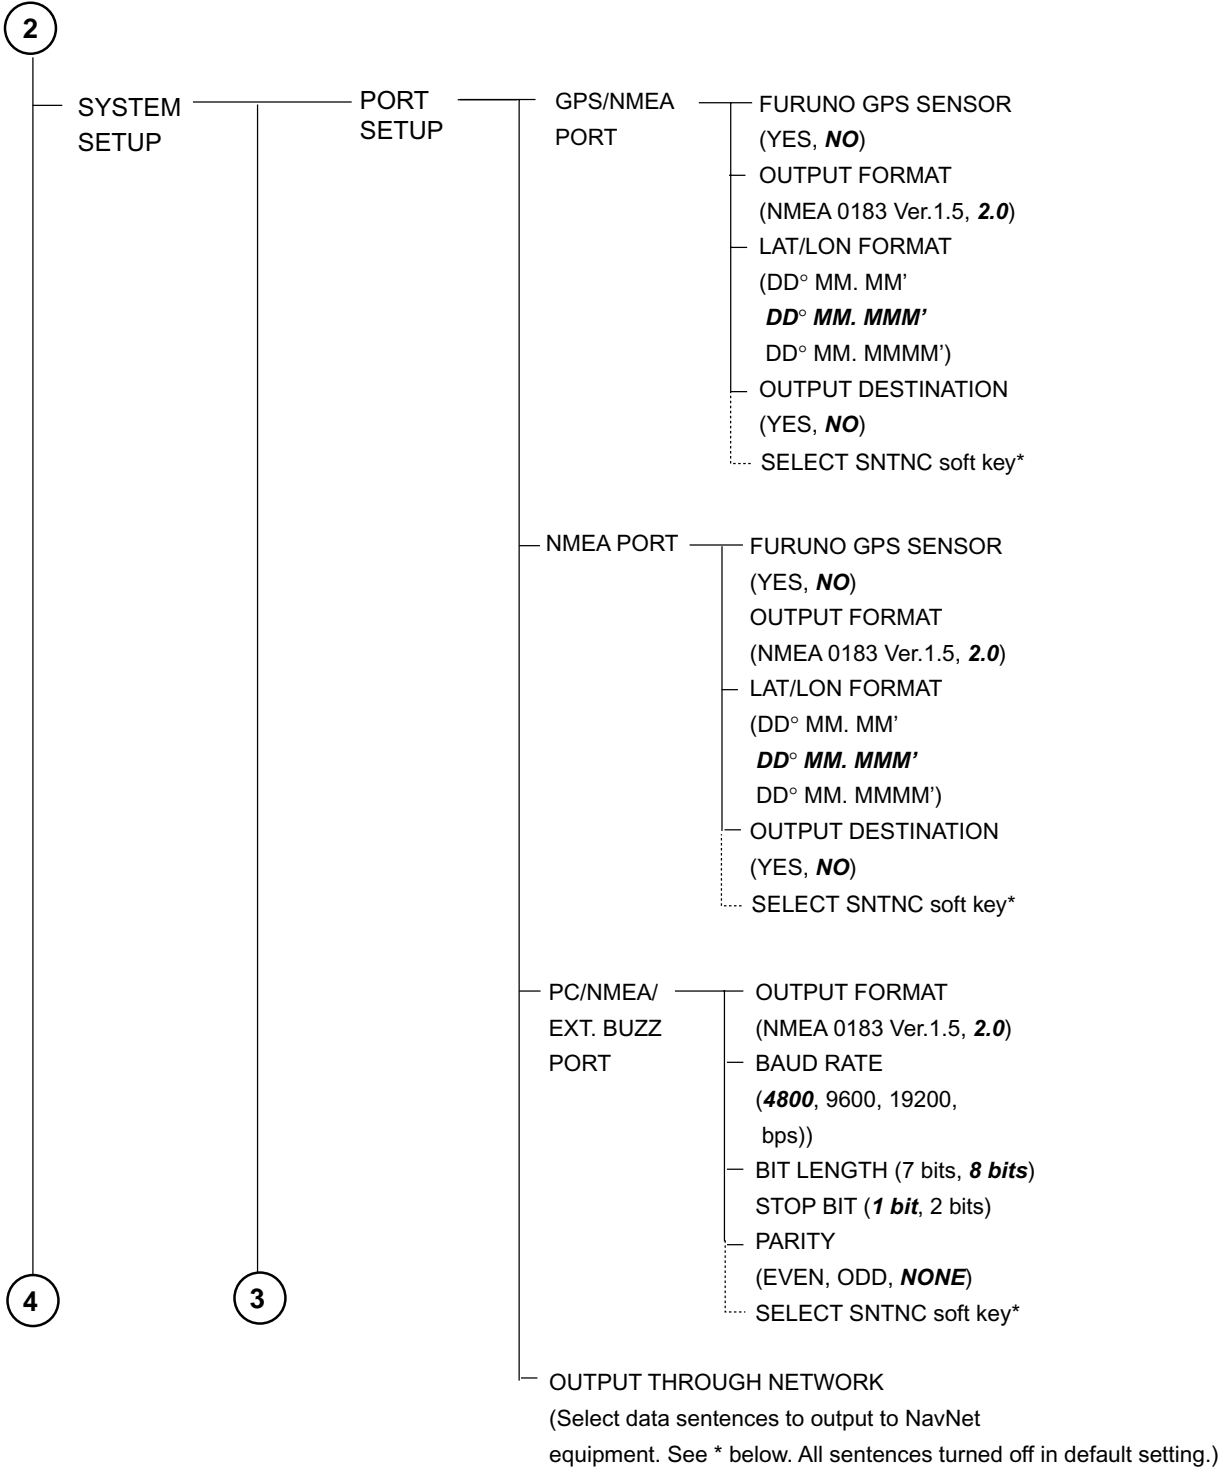 2
SYSTEM
SETUP
PORT
SETUP
GPS/NMEA
PORT
FURUNO GPS SENSOR
(YES, NO)
OUTPUT FORMAT
(NMEA 0183 Ver.1.5, 2.0)
LAT/LON FORMAT
(DD° MM. MM'
DD° MM. MMM’
DD° MM. MMMM’)
OUTPUT DESTINATION
(YES, NO)
SELECT SNTNC soft key*
NMEA PORT
FURUNO GPS SENSOR
(YES, NO)
OUTPUT FORMAT
(NMEA 0183 Ver.1.5, 2.0)
LAT/LON FORMAT
(DD° MM. MM'
DD° MM. MMM’
DD° MM. MMMM’)
OUTPUT DESTINATION
(YES, NO)
SELECT SNTNC soft key*
PC/NMEA/
EXT. BUZZ
PORT
OUTPUT FORMAT
(NMEA 0183 Ver.1.5, 2.0)
BAUD RATE
(4800, 9600, 19200,
bps))
BIT LENGTH (7 bits, 8 bits)
STOP BIT (1 bit, 2 bits)
PARITY
(EVEN, ODD, NONE)
SELECT SNTNC soft key*
4
3
OUTPUT THROUGH NETWORK
(Select data sentences to output to NavNet
equipment. See * below. All sentences turned off in default setting.)